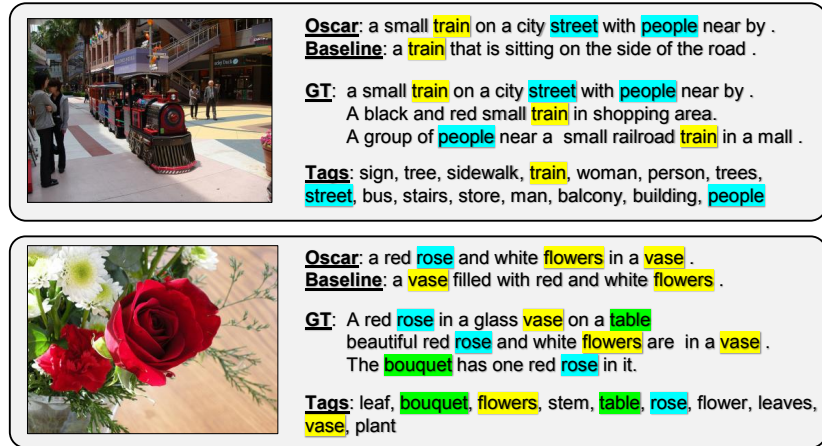 Oscar: a small train on a city street with people near by .
Baseline: a train that is sitting on the side of the road .
GT: a small train on a city street with people near by .
A black and red small train in shopping area.
A group of people near a small railroad train in a mall .
Tags: sign, tree, sidewalk, train, woman, person, trees,
street, bus, stairs, store, man, balcony, building, people
Oscar: a red rose and white flowers in a vase .
Baseline: a vase filled with red and white flowers .
GT: A red rose in a glass vase on a table
beautiful red rose and white flowers are in a vase .
The bouquet has one red rose in it.
Tags: leaf, bouquet, flowers, stem, table, rose, flower, leaves,
vase, plant